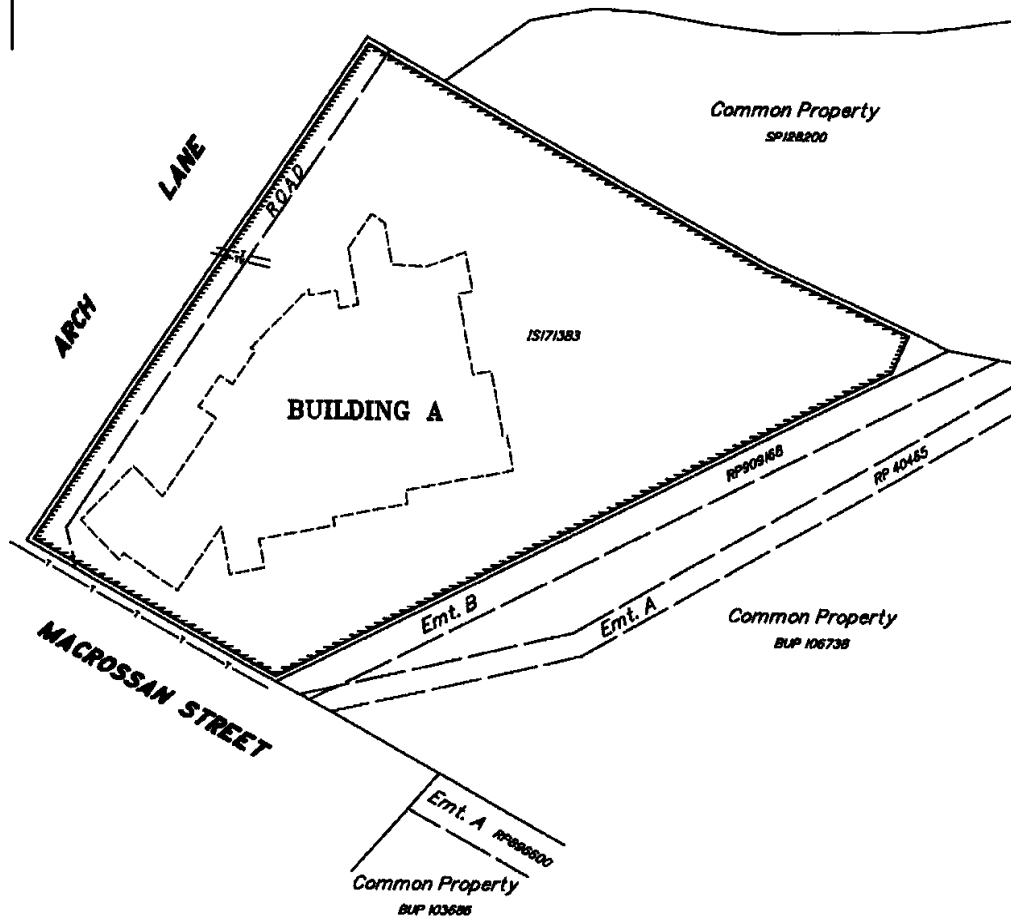 Common Property
SP128200
LANE
ROAD
ARCH
IS171383
BUILDING A
RP909168
RP 40465
Emt. B
Emt. A
Common Property
BUP 106738
MACROSSAN STREET
Emt. A RP898600
Common Property
BUP 103686